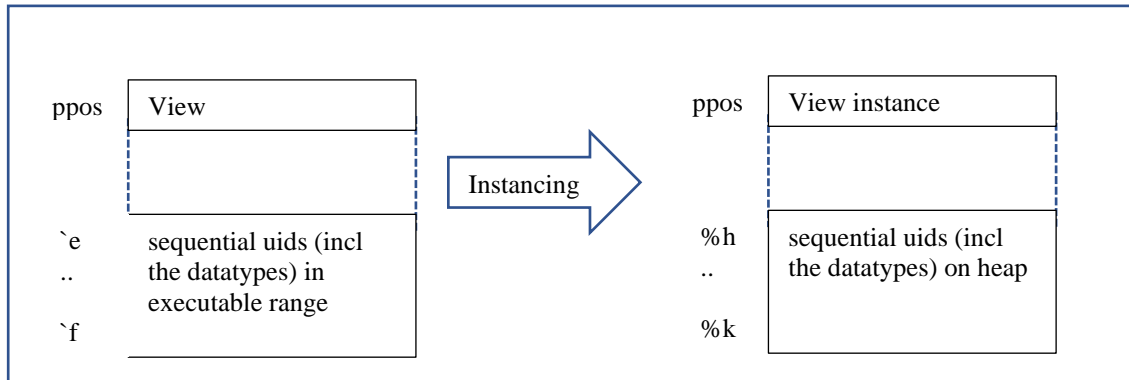 ppos
View
`e
..
`f
sequential uids (incl
the datatypes) in
executable range
Instancing
ppos
View instance
%h
..
%k
sequential uids (incl
the datatypes) on heap